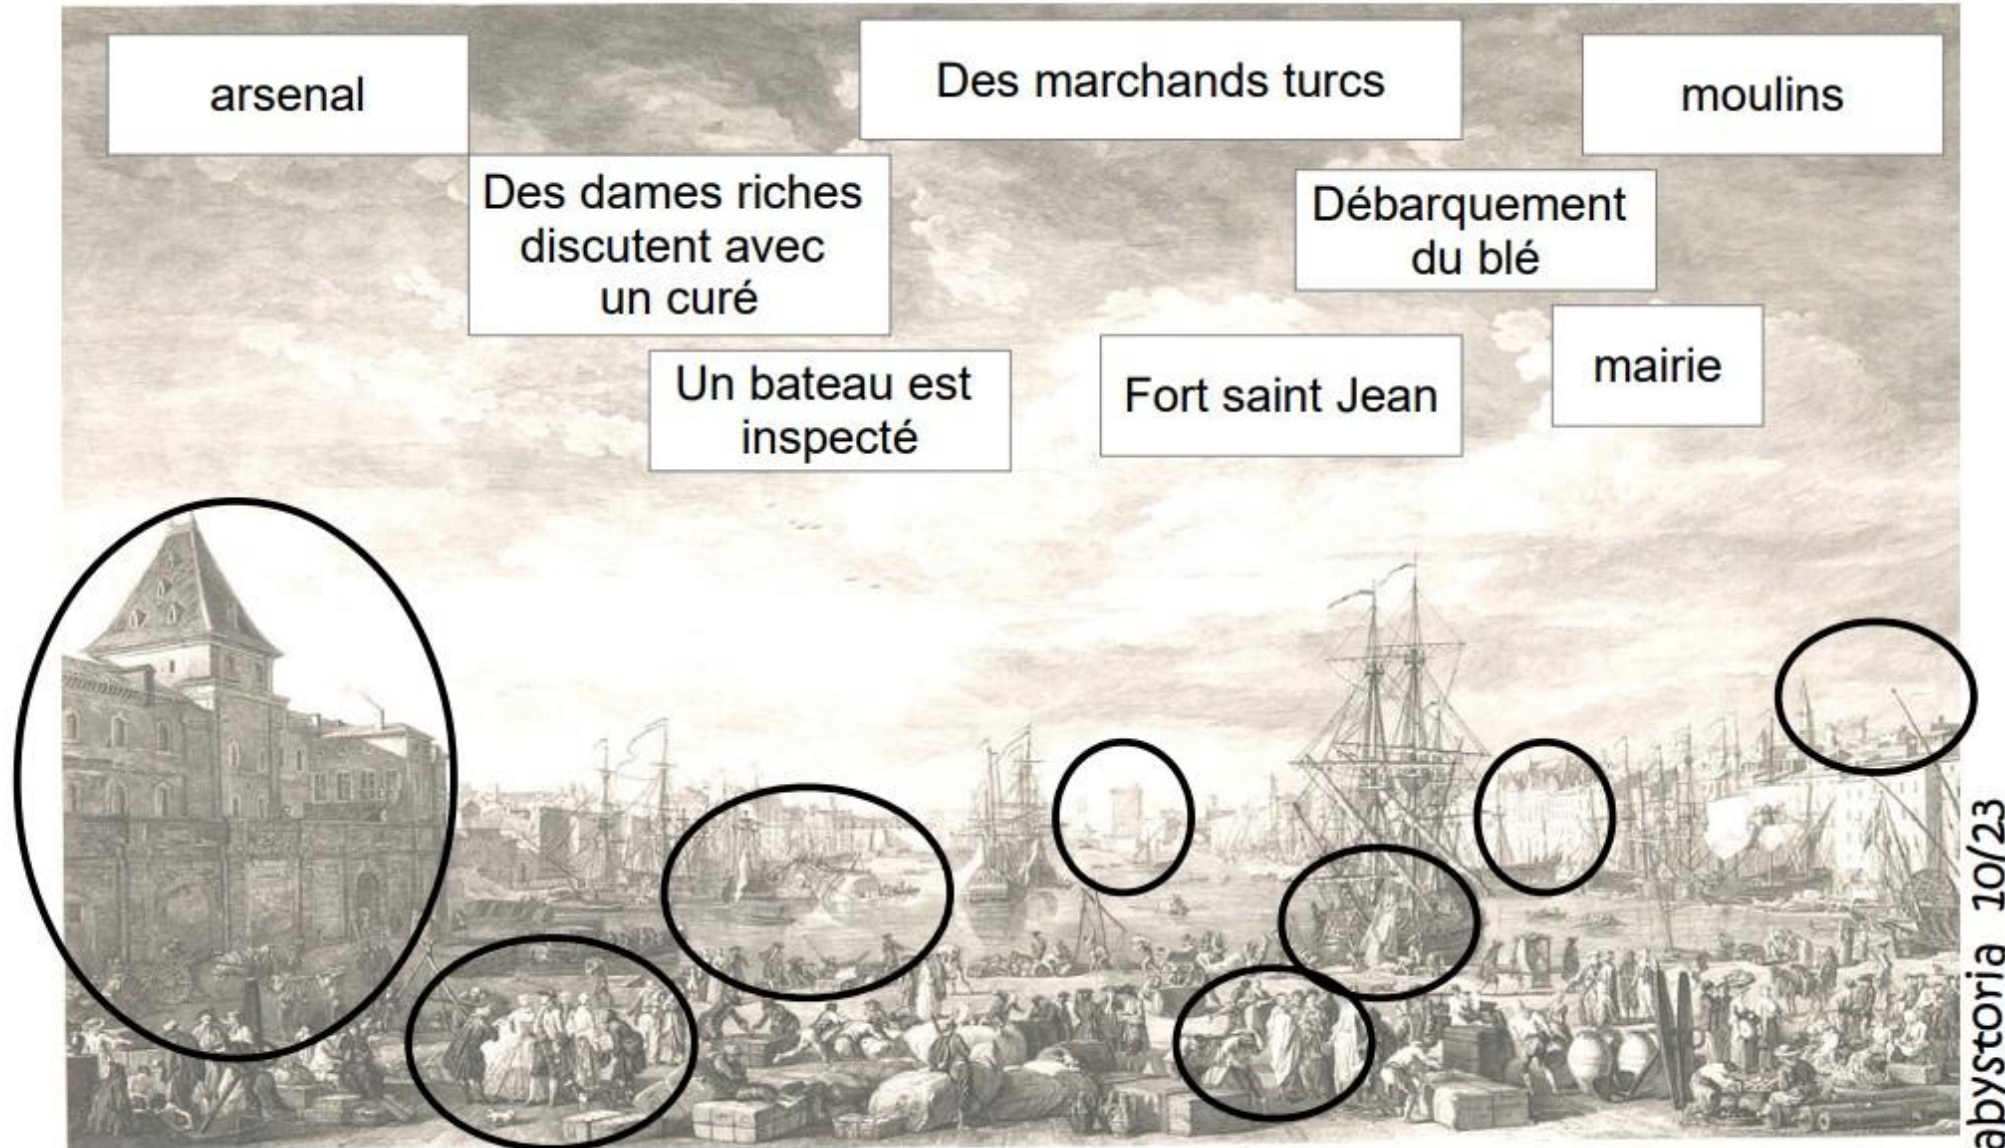 arsenal
Des marchands turcs
moulins
Des dames riches
discutent avec
un curé
Débarquement
du blé
Un bateau est
inspecté
Fort saint Jean
mairie
abystoria 10/23